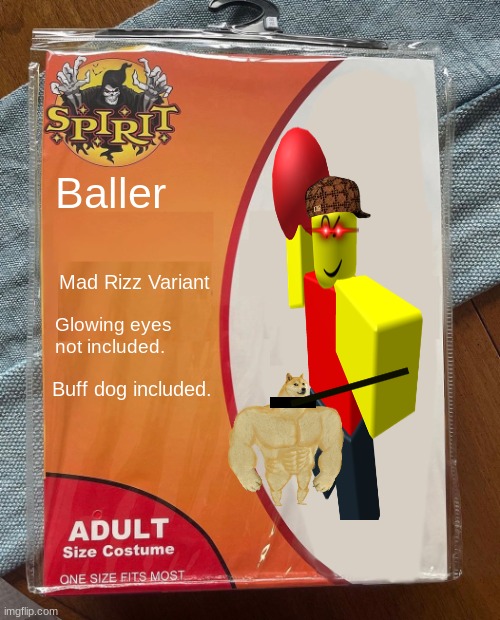 SPIRIT
Baller
Mad Rizz Variant
Glowing eyes
not included.
Buff dog included.
ADULT
Size Costume
ONE SIZE FITS MOST
imgflip.com